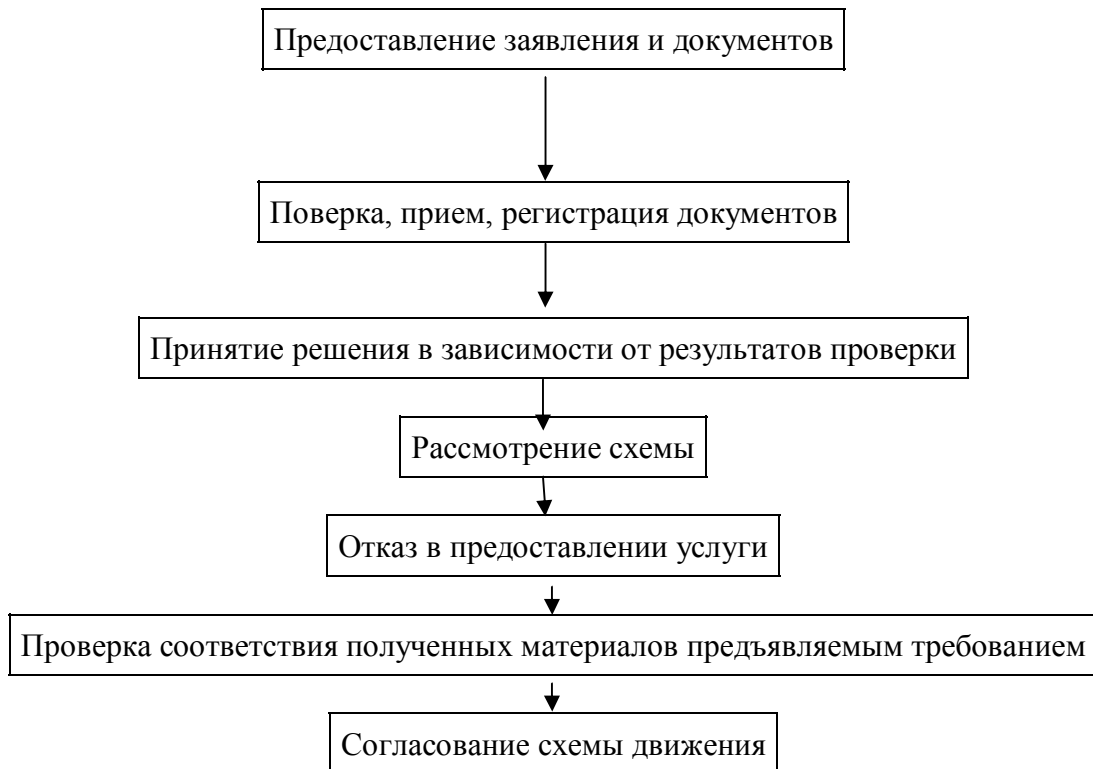 Предоставление заявления и документов
Поверка, прием, регистрация документов
Принятие решения в зависимости от результатов проверки
Рассмотрение схемы
Отказ в предоставлении услуги
Проверка соответствия полученных материалов предъявляемым требованием
Согласование схемы движения